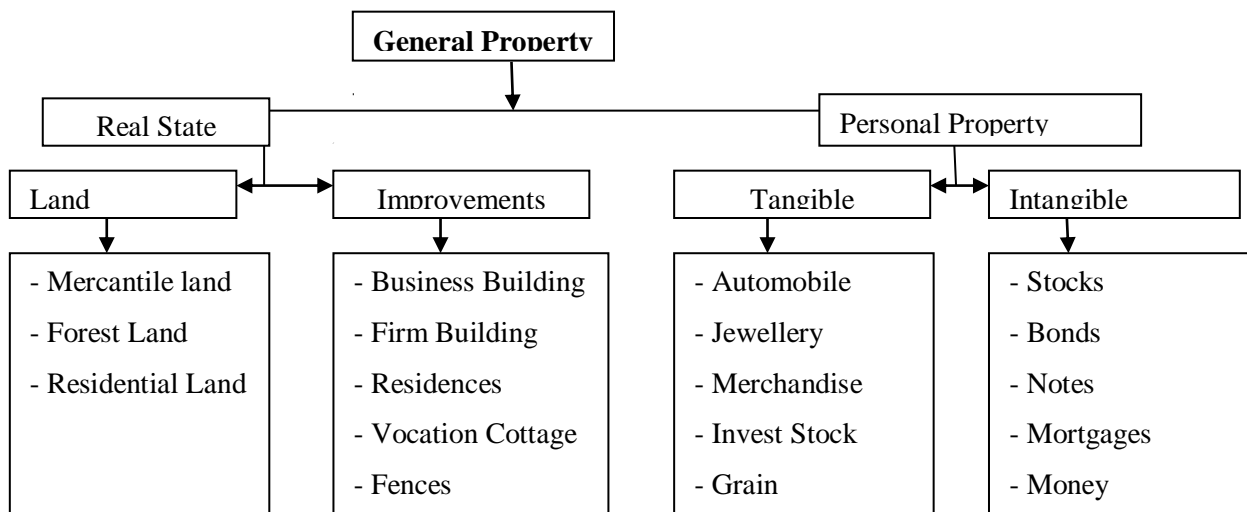 General Property
Real State
Personal Property
Land
Improvements
Tangible
Intangible
- Mercantile land
- Forest Land
- Residential Land
- Business Building
- Firm Building
- Residences
- Vocation Cottage
- Fences
- Automobile
- Jewellery
- Merchandise
- Invest Stock
- Grain
- Stocks
- Bonds
- Notes
- Mortgages
- Money